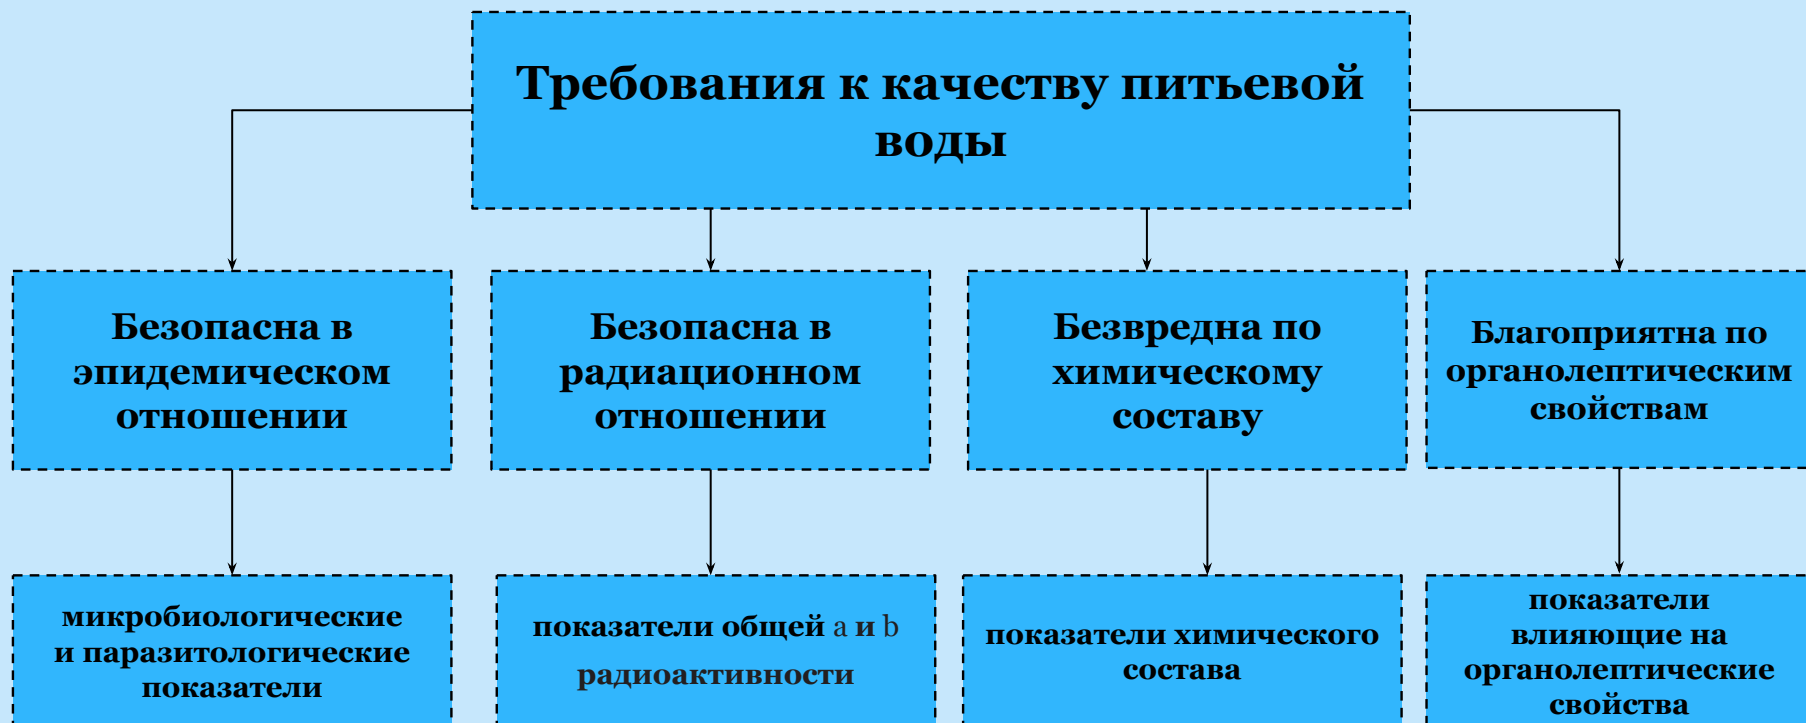 Требования к качеству питьевой
воды
Безопасна в
эпидемическом
отношении
Безопасна в
радиационном
отношении
Безвредна по
химическому
составу
Благоприятна по
органолептическим
свойствам
микробиологические
и паразитологические
показатели
показатели общей a и b
радиоактивности
показатели химического
состава
показатели
влияющие на
органолептические
свойства